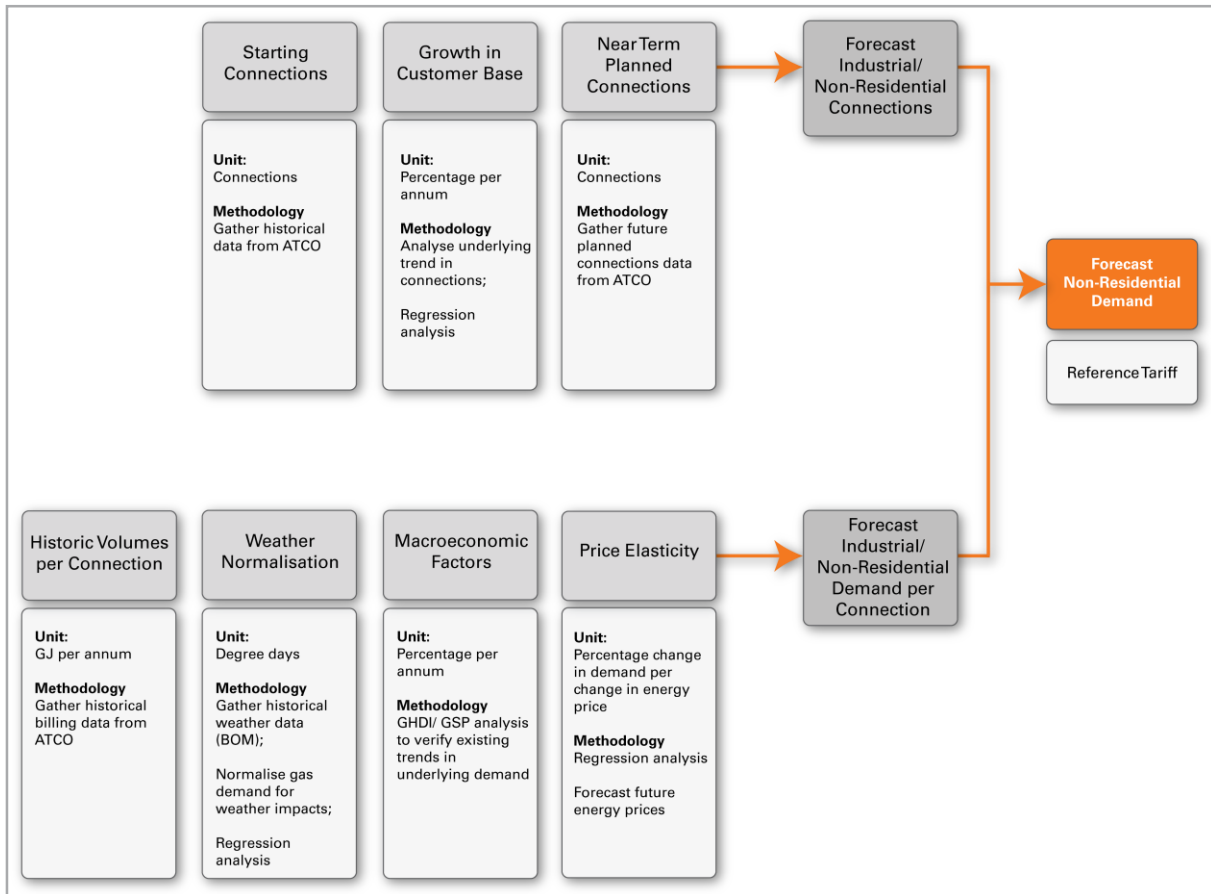 Starting
Connections
Growth in
Customer Base
Near Term
Planned
Connections
Forecast
Industrial/
Non-Residential
Connections
Unit:
Connections
Methodology
Gather historical
data from ATCO
Unit:
Percentage per
annum
Methodology
Analyse underlying
trend in
connections;
Regression
analysis
Unit:
Connections
Methodology
Gather future
planned
connections data
from ATCO
Forecast
Non-Residential
Demand
Reference Tariff
Historic Volumes
per Connection
Weather
Normalisation
Macroeconomic
Factors
Price Elasticity
Forecast
Industrial/
Non-Residential
Demand per
Connection
Unit:
GJ per annum
Methodology
Gather historical
billing data from
ATCO
Unit:
Degree days
Methodology
Gather historical
weather data
(BOM);
Normalise gas
demand for
weather impacts;
Regression
analysis
Unit:
Percentage per
annum
Methodology
GHDI/ GSP analysis
to verify existing
trends in
underlying demand
Unit:
Percentage change
in demand per
change in energy
price
Methodology
Regression analysis
Forecast future
energy prices